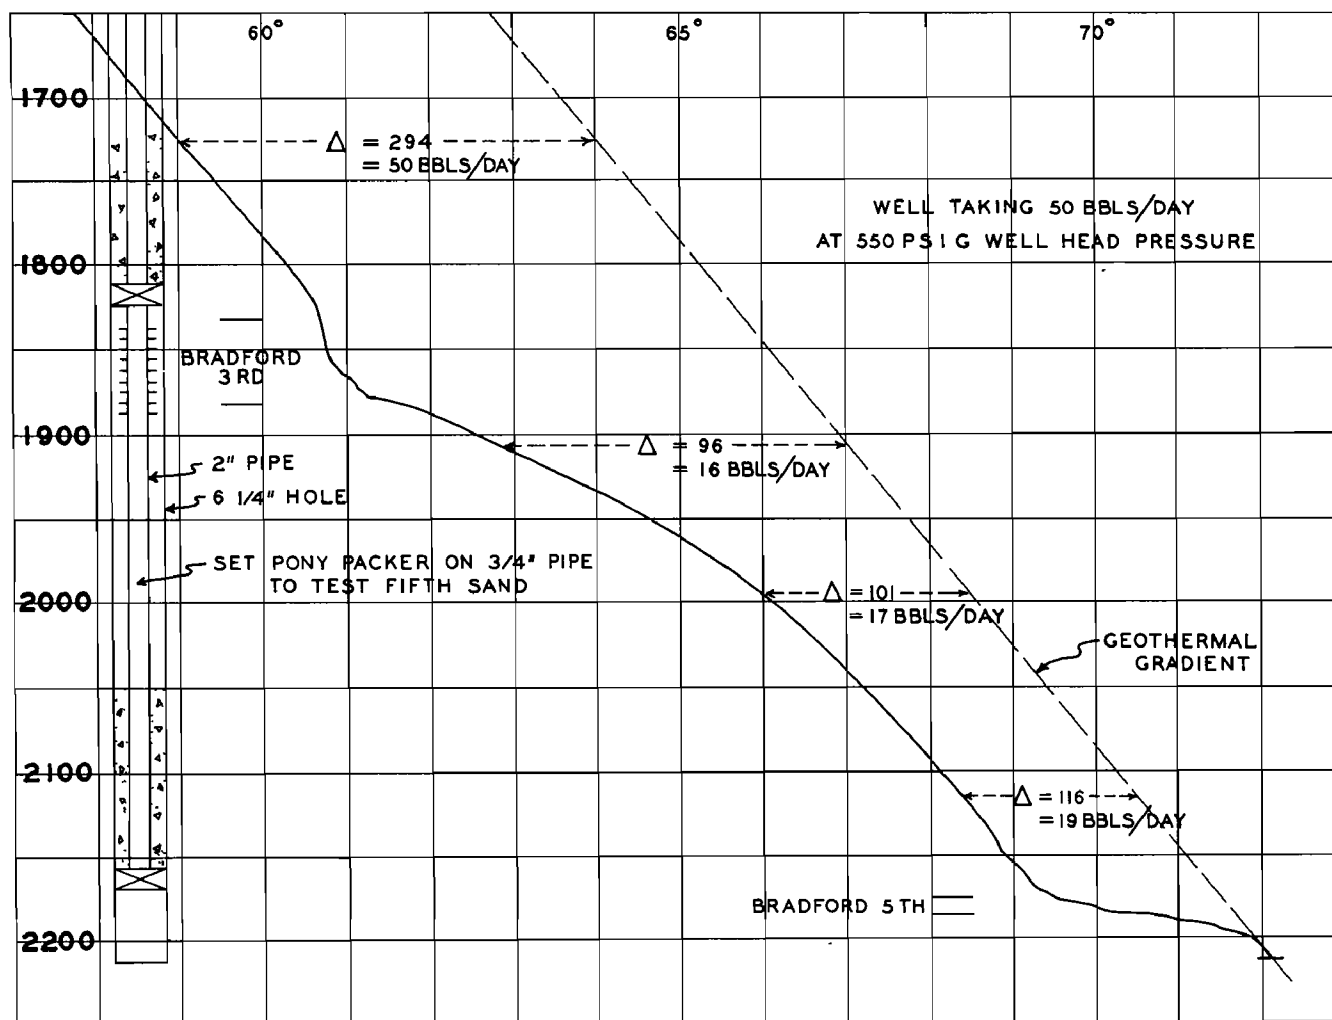 60°
65°
70°
1700
Δ = 294
= 50 BBLS/DAY
WELL TAKING 50 BBLS/DAY
AT 550 PSIG WELL HEAD PRESSURE
1800
BRADFORD
3 RD
1900
Δ = 96
= 16 BBLS/DAY
2" PIPE
6 1/4" HOLE
SET PONY PACKER ON 3/4" PIPE
TO TEST FIFTH SAND
2000
Δ = 101
= 17 BBLS/DAY
GEOTHERMAL
GRADIENT
2100
Δ = 116
= 19 BBLS/DAY
BRADFORD 5 TH
2200